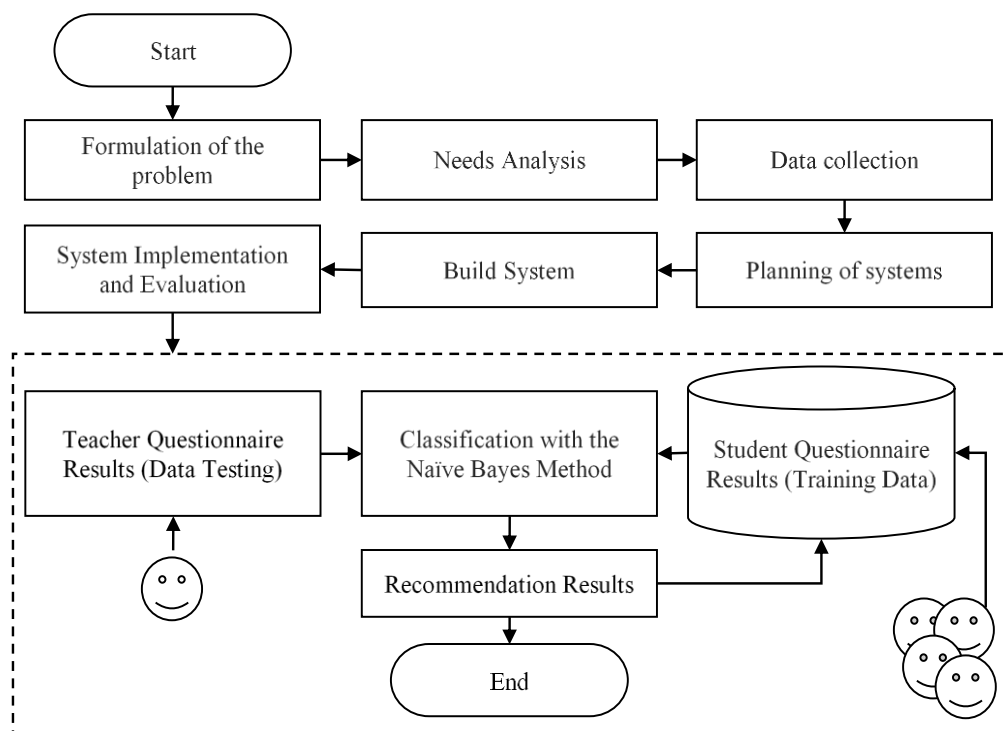 Start
Formulation of the
problem
Needs Analysis
Data collection
System Implementation
and Evaluation
Build System
Planning of systems
Teacher Questionnaire
Results (Data Testing)
Classification with the
Naïve Bayes Method
Student Questionnaire
Results (Training Data)
Recommendation Results
End